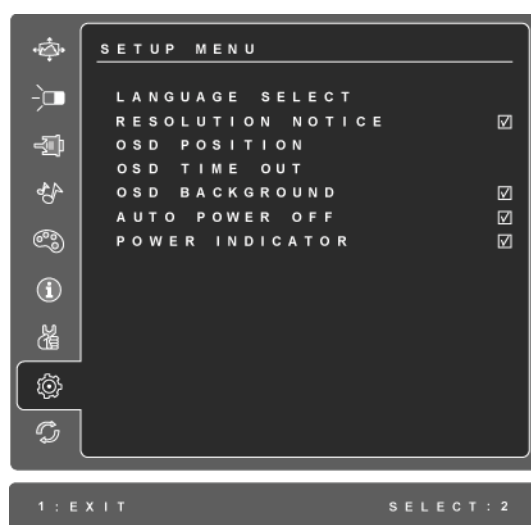 SETUP MENU
LANGUAGE SELECT
RESOLUTION NOTICE
OSD POSITION
OSD TIME OUT
OSD BACKGROUND
AUTO POWER OFF
POWER INDICATOR
1:EXIT SELECT:2